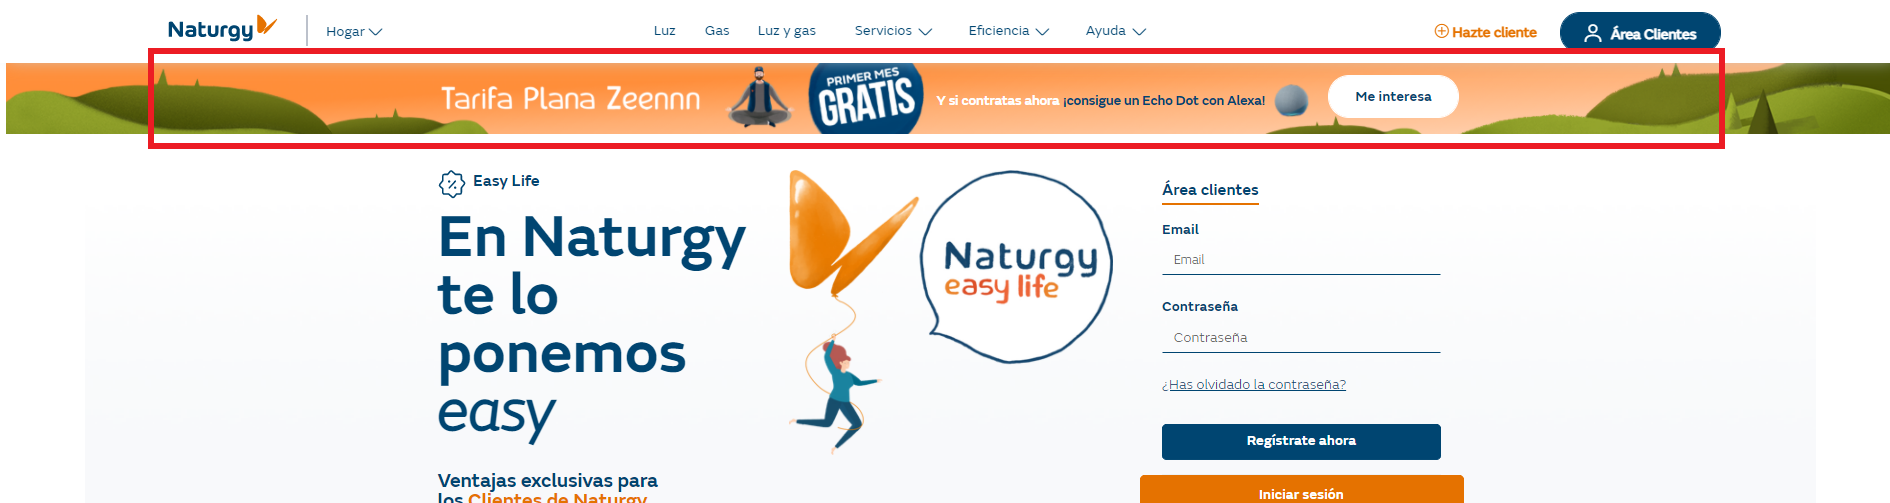 Naturgy
Hogar
Luz
Gas
Luz y gas
Servicios
Eficiencia
Ayuda
Hazte cliente
Área Clientes
Tarifa Plana Zeennn
PRIMER MES
GRATIS
Y si contratas ahora ¡consigue un Echo Dot con Alexa!
Me interesa
Easy Life
En Naturgy
te lo
ponemos
easy
Ventajas exclusivas para
los Clientes de Naturgy
Naturgy
easy life
Área clientes
Email
Email
Contraseña
Contraseña
¿Has olvidado la contraseña?
Regístrate ahora
Iniciar sesión